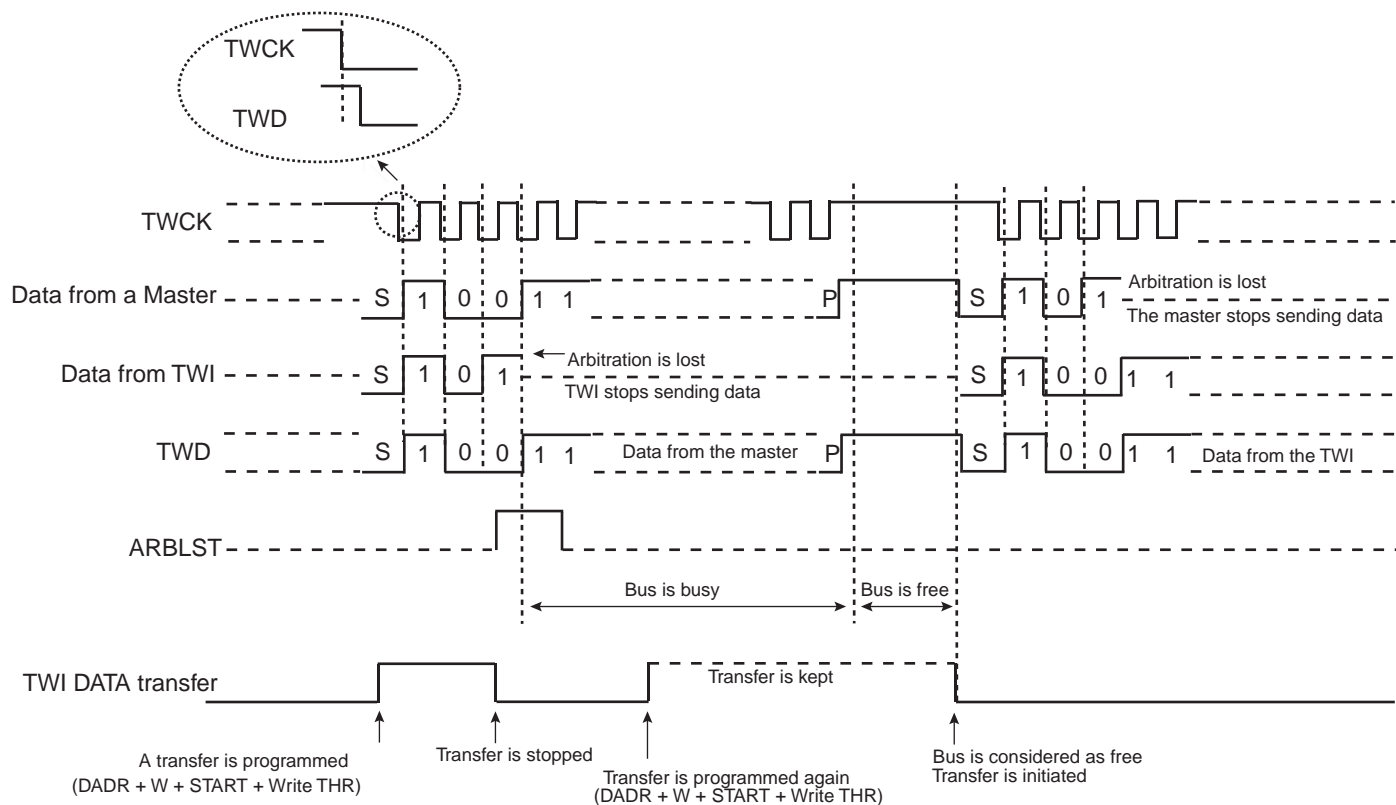 TWCK
TWD
TWCK
Data from a Master
S 1 0 0 1 1
P
S 1 0 1
Arbitration is lost
The master stops sending data
Data from TWI
S 1 0 1
Arbitration is lost
TWI stops sending data
S 1 0 0 1 1
TWD
S 1 0 0 1 1
Data from the master
P
S 1 0 0 1 1
Data from the TWI
ARBLST
Bus is busy
Bus is free
TWI DATA transfer
Transfer is kept
A transfer is programmed
(DADR + W + START + Write THR)
Transfer is stopped
Transfer is programmed again
(DADR + W + START + Write THR)
Bus is considered as free
Transfer is initiated